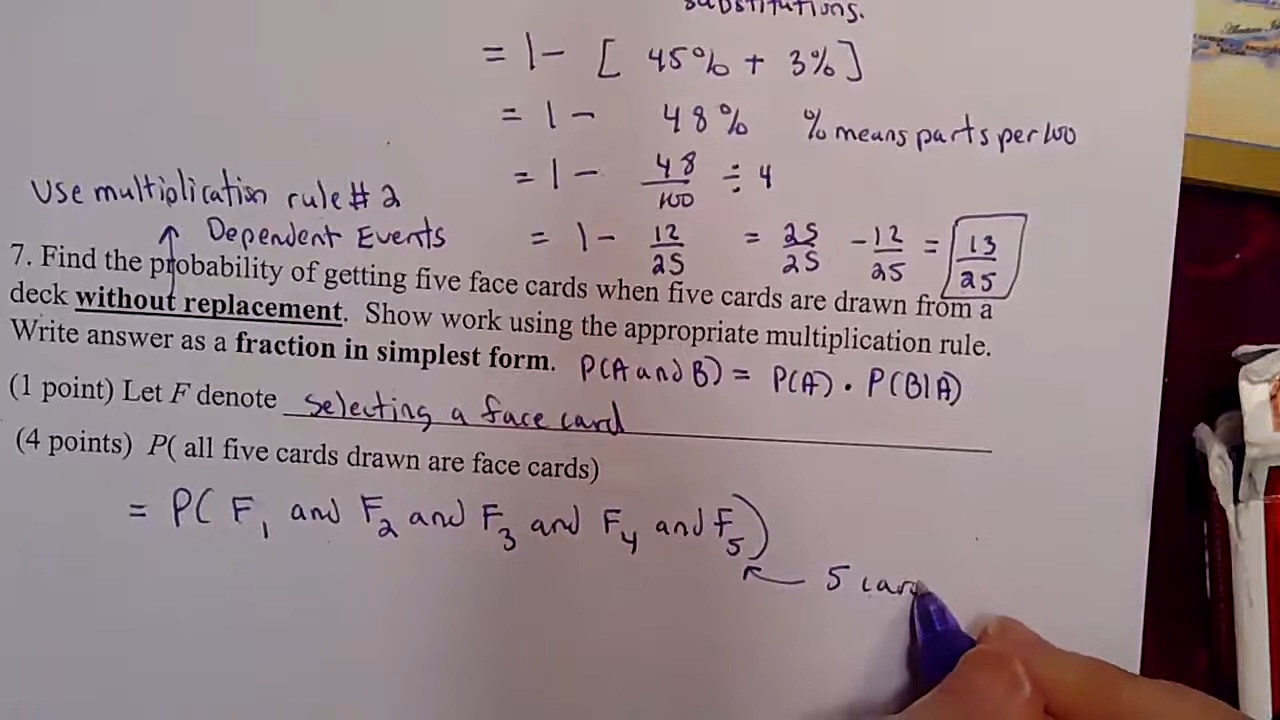 substitutions.
= 1 - [ 45% + 3% ]
= 1 - 48% % means parts per 100
= 1 - 48/100 ÷ 4
Use multiplication rule # 2
Dependent Events
= 1 - 12/25 = 25/25 - 12/25 = 13/25
7. Find the probability of getting five face cards when five cards are drawn from a
deck without replacement. Show work using the appropriate multiplication rule.
Write answer as a fraction in simplest form. P(A and B) = P(A) · P(B|A)
(1 point) Let F denote selecting a face card
(4 points) P( all five cards drawn are face cards)
= P( F1 and F2 and F3 and F4 and F5)
5 car